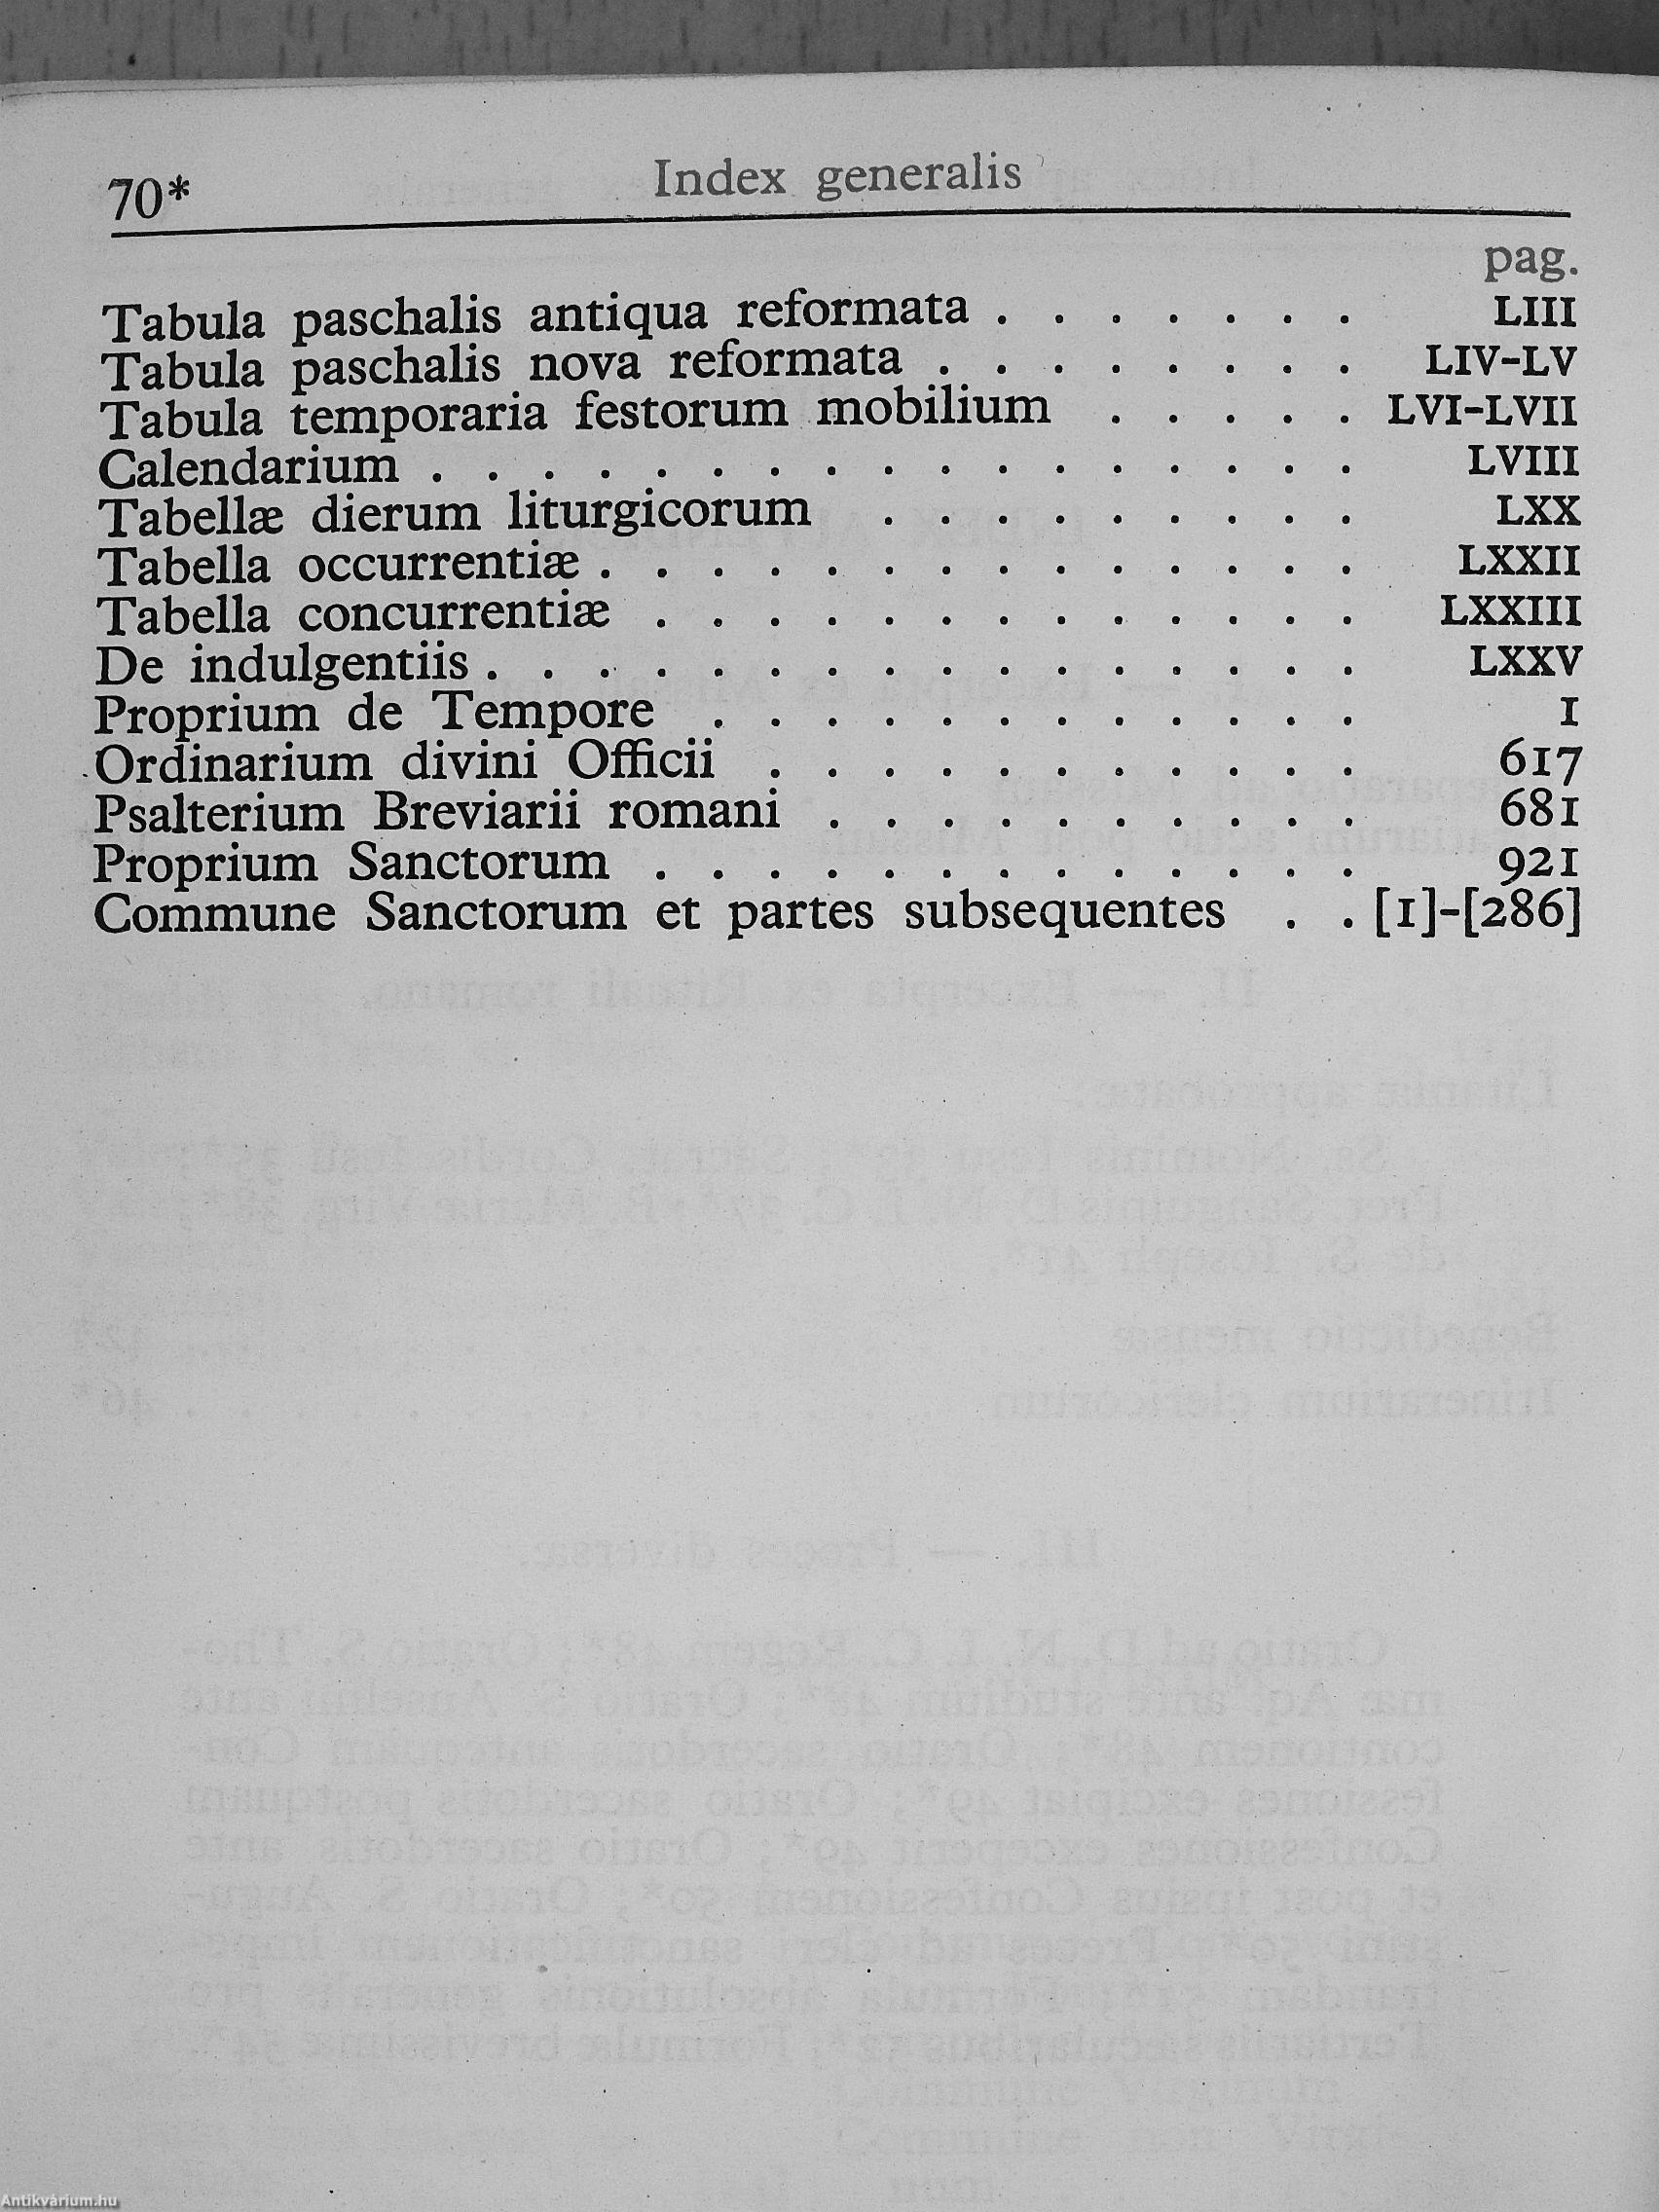 70* Index generalis
pag.
Tabula paschalis antiqua reformata . . . . . . . LIII
Tabula paschalis nova reformata . . . . . . . . LIV-LV
Tabula temporaria festorum mobilium . . . . . LVI-LVII
Calendarium . . . . . . . . . . . . . . . . . LVIII
Tabellæ dierum liturgicorum . . . . . . . . . LXX
Tabella occurrentiæ . . . . . . . . . . . . . . LXXII
Tabella concurrentiæ . . . . . . . . . . . . . LXXIII
De indulgentiis . . . . . . . . . . . . . . . . LXXV
Proprium de Tempore . . . . . . . . . . . . 1
Ordinarium divini Officii . . . . . . . . . . . 617
Psalterium Breviarii romani . . . . . . . . . . 681
Proprium Sanctorum . . . . . . . . . . . . . 921
Commune Sanctorum et partes subsequentes . . [1]-[286]
Antikvárium.hu